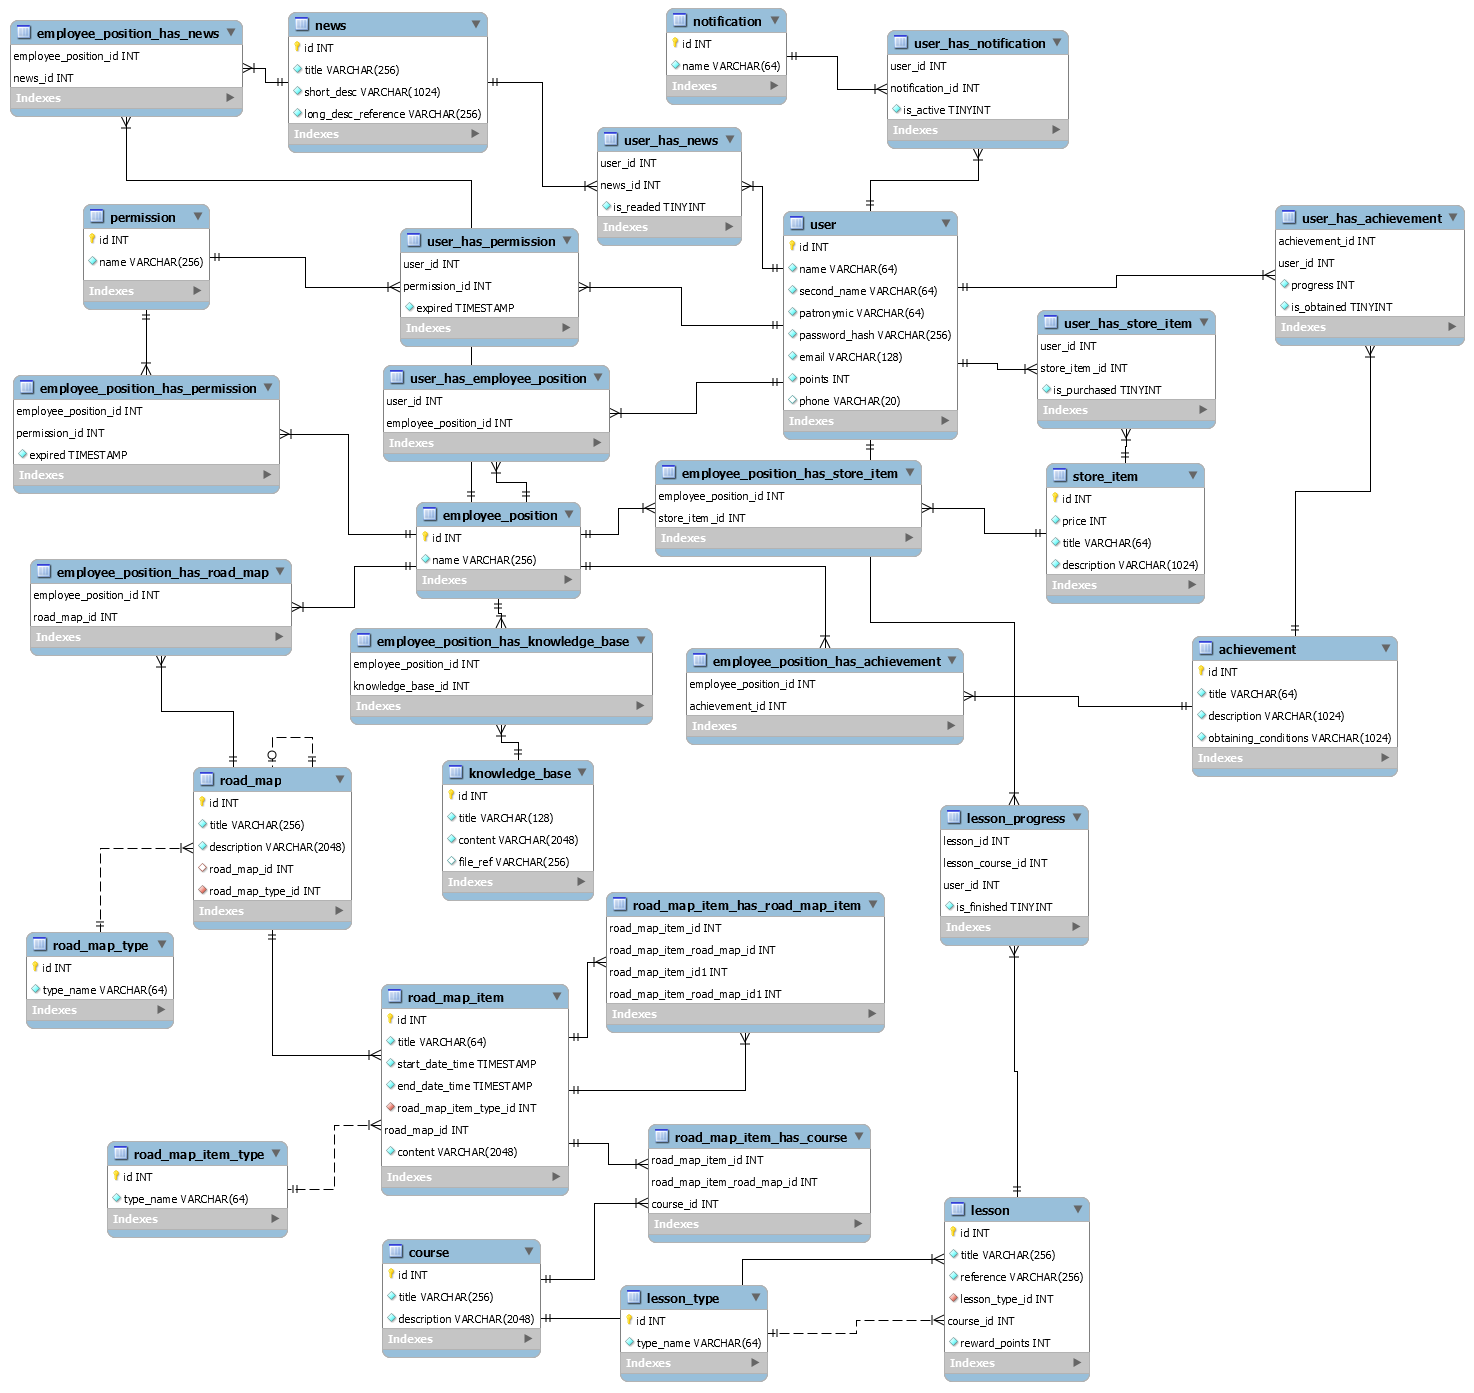 employee_position_has_news
employee_position_id INT
news_id INT
Indexes
news
id INT
title VARCHAR(256)
short_desc VARCHAR(1024)
long_desc_reference VARCHAR(256)
Indexes
notification
id INT
name VARCHAR(64)
Indexes
user_has_notification
user_id INT
notification_id INT
is_active TINYINT
Indexes
user_has_news
user_id INT
news_id INT
is_readed TINYINT
Indexes
permission
id INT
name VARCHAR(256)
Indexes
user_has_permission
user_id INT
permission_id INT
expired TIMESTAMP
Indexes
user
id INT
name VARCHAR(64)
second_name VARCHAR(64)
patronymic VARCHAR(64)
password_hash VARCHAR(256)
email VARCHAR(128)
points INT
phone VARCHAR(20)
Indexes
user_has_achievement
achievement_id INT
user_id INT
progress INT
is_obtained TINYINT
Indexes
user_has_store_item
user_id INT
store_item_id INT
is_purchased TINYINT
Indexes
employee_position_has_permission
employee_position_id INT
permission_id INT
expired TIMESTAMP
Indexes
user_has_employee_position
user_id INT
employee_position_id INT
Indexes
employee_position_has_store_item
employee_position_id INT
store_item_id INT
Indexes
store_item
id INT
price INT
title VARCHAR(64)
description VARCHAR(1024)
Indexes
employee_position
id INT
name VARCHAR(256)
Indexes
employee_position_has_road_map
employee_position_id INT
road_map_id INT
Indexes
employee_position_has_knowledge_base
employee_position_id INT
knowledge_base_id INT
Indexes
employee_position_has_achievement
employee_position_id INT
achievement_id INT
Indexes
achievement
id INT
title VARCHAR(64)
description VARCHAR(1024)
obtaining_conditions VARCHAR(1024)
Indexes
road_map
id INT
title VARCHAR(256)
description VARCHAR(2048)
road_map_id INT
road_map_type_id INT
Indexes
knowledge_base
id INT
title VARCHAR(128)
content VARCHAR(2048)
file_ref VARCHAR(256)
Indexes
lesson_progress
lesson_id INT
lesson_course_id INT
user_id INT
is_finished TINYINT
Indexes
road_map_type
id INT
type_name VARCHAR(64)
Indexes
road_map_item_has_road_map_item
road_map_item_id INT
road_map_item_road_map_id INT
road_map_item_id1 INT
road_map_item_road_map_id1 INT
Indexes
road_map_item
id INT
title VARCHAR(64)
start_date_time TIMESTAMP
end_date_time TIMESTAMP
road_map_item_type_id INT
road_map_id INT
content VARCHAR(2048)
Indexes
road_map_item_type
id INT
type_name VARCHAR(64)
Indexes
road_map_item_has_course
road_map_item_id INT
road_map_item_road_map_id INT
course_id INT
Indexes
course
id INT
title VARCHAR(256)
description VARCHAR(2048)
Indexes
lesson_type
id INT
type_name VARCHAR(64)
Indexes
lesson
id INT
title VARCHAR(256)
reference VARCHAR(256)
lesson_type_id INT
course_id INT
reward_points INT
Indexes